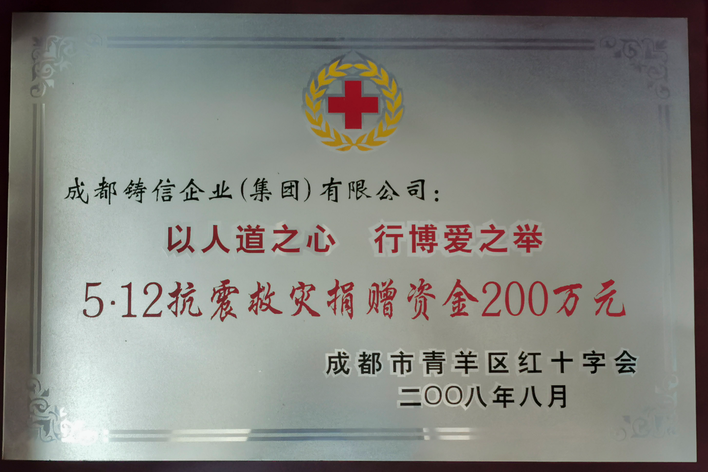 成都铸信企业(集团)有限公司：
以人道之心 行博爱之举
5·12抗震救灾捐赠资金200万元
成都市青羊区红十字会
二〇〇八年八月